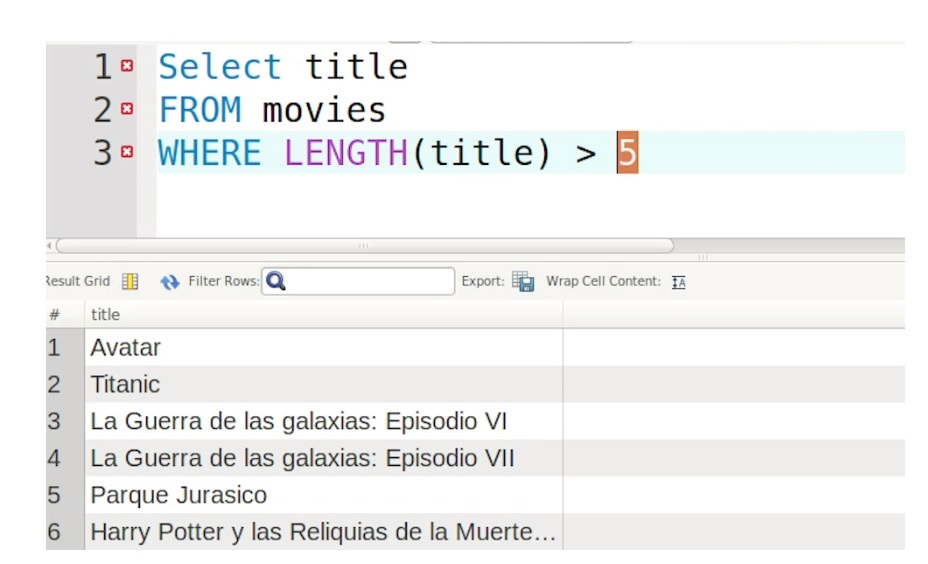 1 Select title
2 FROM movies
3 WHERE LENGTH(title) > 5
Result Grid Filter Rows: Export: Wrap Cell Content:
# title
1 Avatar
2 Titanic
3 La Guerra de las galaxias: Episodio VI
4 La Guerra de las galaxias: Episodio VII
5 Parque Jurasico
6 Harry Potter y las Reliquias de la Muerte...